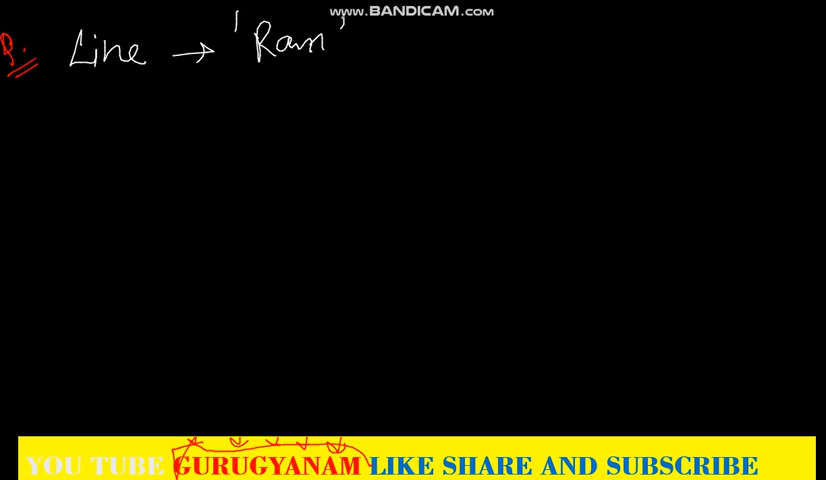 www.BANDICAM.com
Q. Line → 'Ram'
YOU TUBE GURUGYANAM LIKE SHARE AND SUBSCRIBE